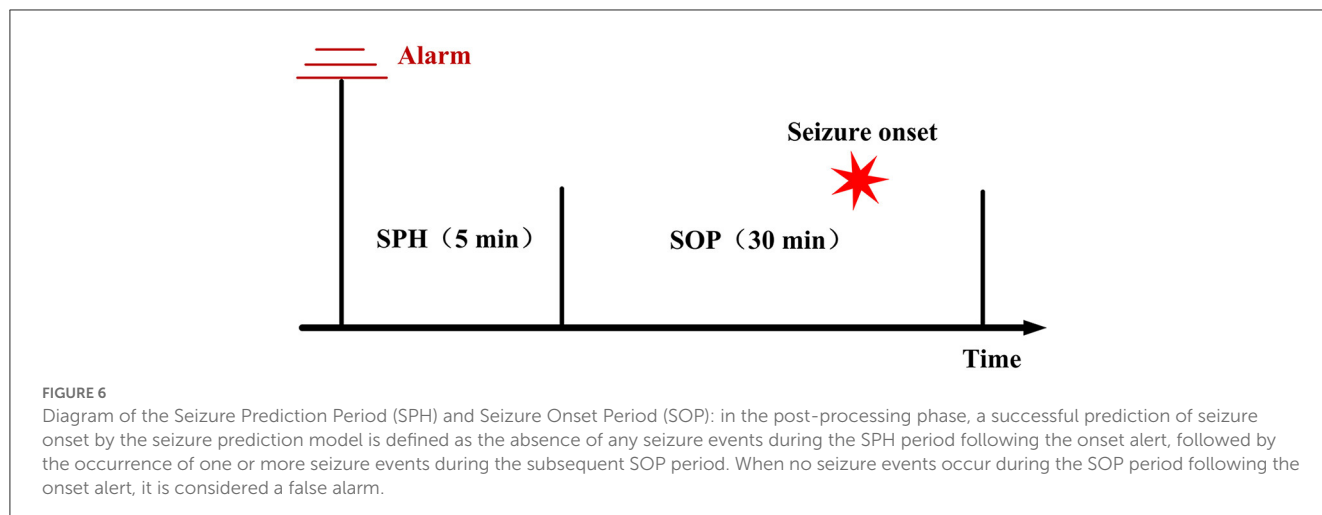 Alarm
Seizure onset
SPH（5 min） SOP（30 min）
Time
FIGURE 6
Diagram of the Seizure Prediction Period (SPH) and Seizure Onset Period (SOP): in the post-processing phase, a successful prediction of seizure
onset by the seizure prediction model is defined as the absence of any seizure events during the SPH period following the onset alert, followed by
the occurrence of one or more seizure events during the subsequent SOP period. When no seizure events occur during the SOP period following the
onset alert, it is considered a false alarm.